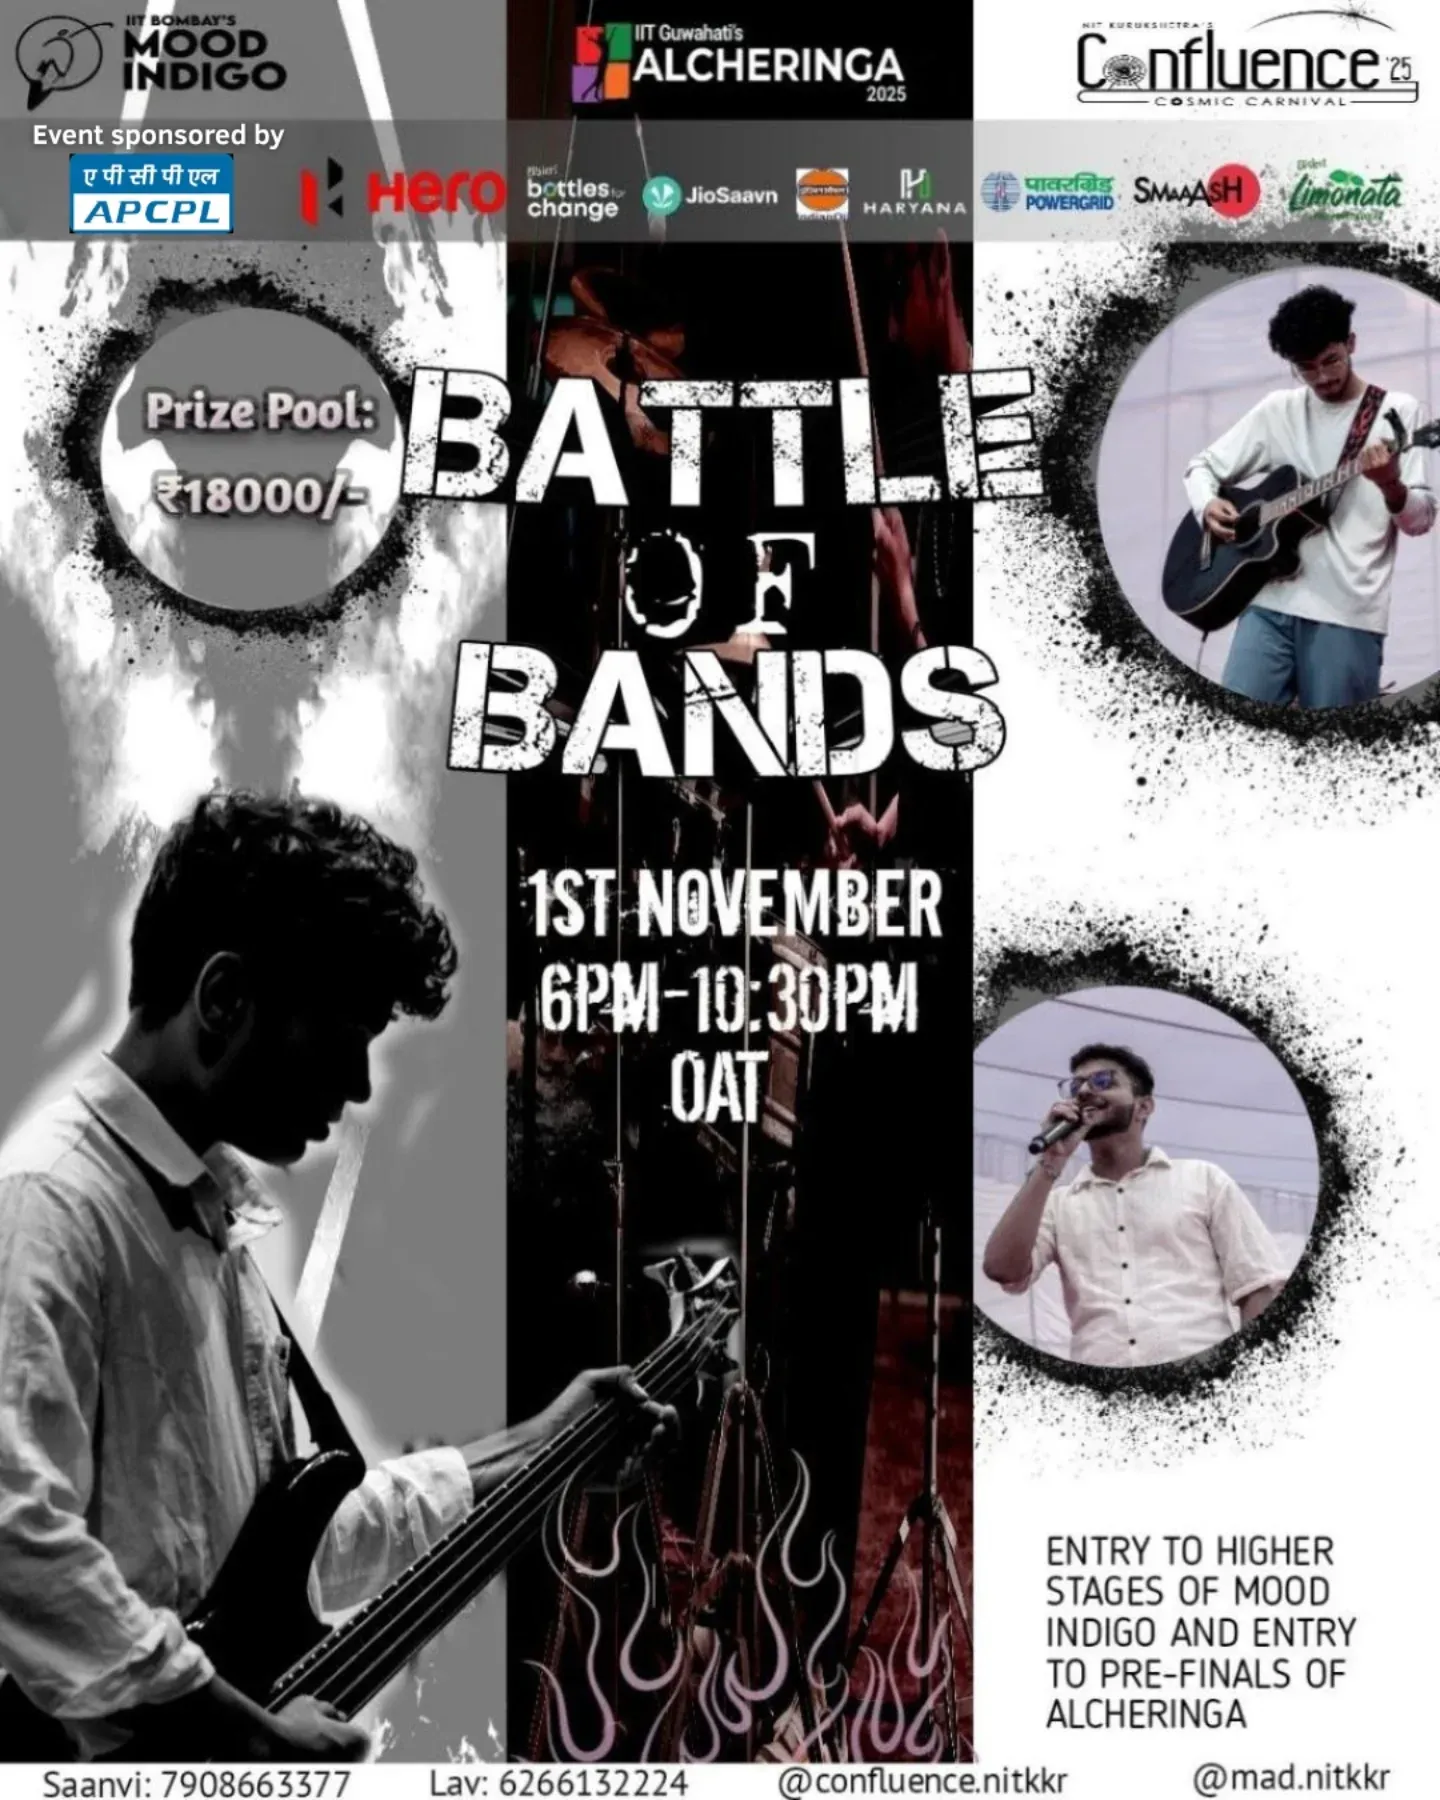 IIT BOMBAY'S
MOOD
INDIGO
IIT Guwahati's
ALCHERINGA
2025
NIT KURUKSHETRA'S
Confluence '25
COSMIC CARNIVAL
Event sponsored by
ए पी सी पी एल
APCPL
Hero
bottles for
change
JioSaavn
HARYANA
पावरग्रिड
POWERGRID
SMAAASH
Limonata
Prize Pool:
₹18000/-
BATTLE
OF
BANDS
1ST NOVEMBER
6PM-10:30PM
OAT
ENTRY TO HIGHER
STAGES OF MOOD
INDIGO AND ENTRY
TO PRE-FINALS OF
ALCHERINGA
Saanvi: 7908663377 Lav: 6266132224 @confluence.nitkkr @mad.nitkkr